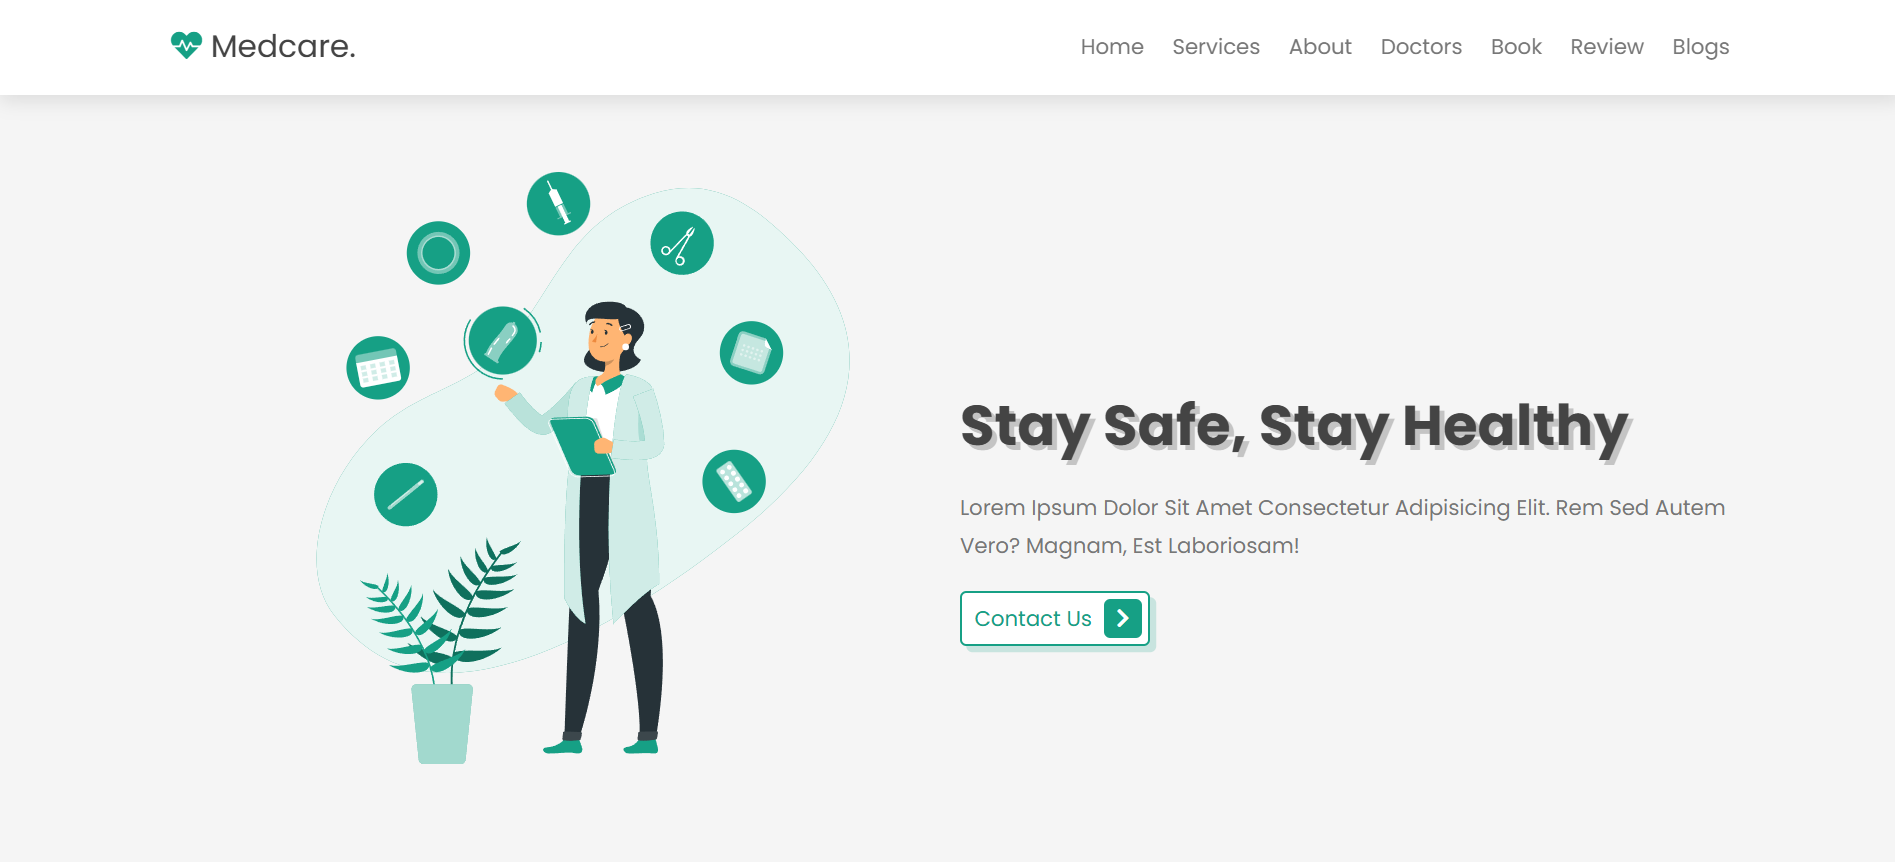 Medcare.
Home Services About Doctors Book Review Blogs
Stay Safe, Stay Healthy
Lorem Ipsum Dolor Sit Amet Consectetur Adipisicing Elit. Rem Sed Autem
Vero? Magnam, Est Laboriosam!
Contact Us